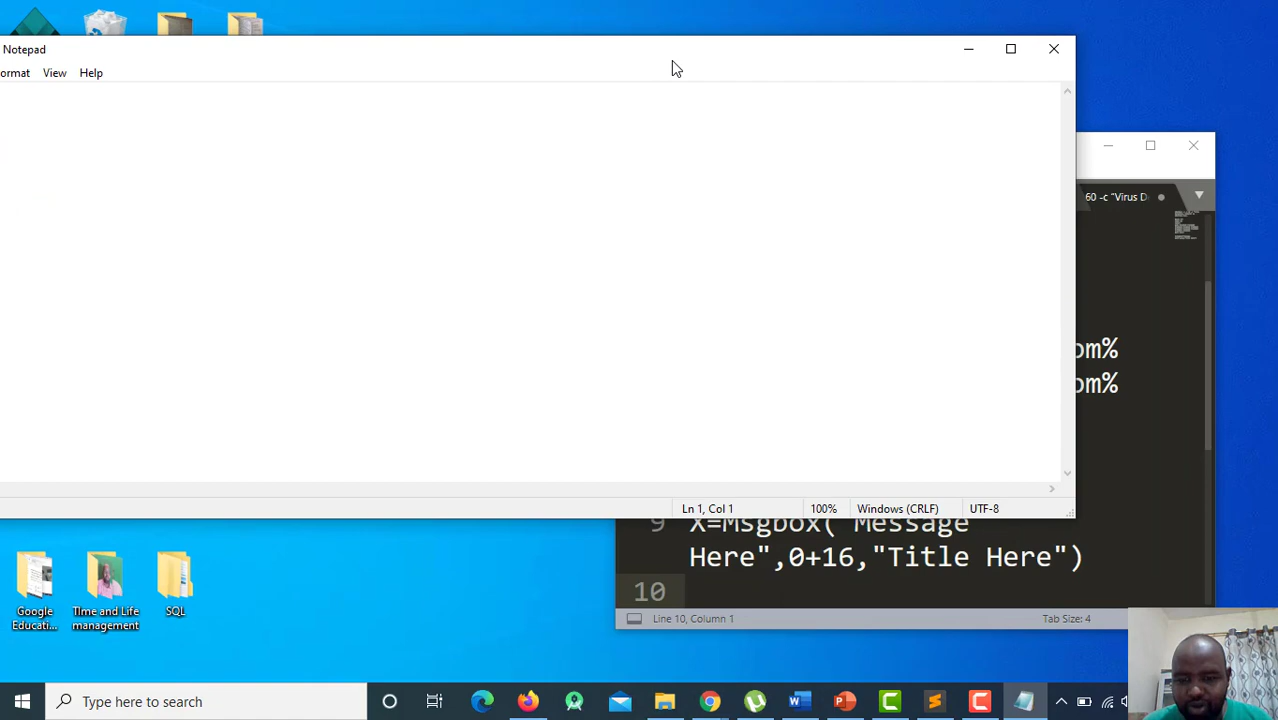 Notepad
ormat View Help
60 -c "Virus D
om%
om%
Ln 1, Col 1 100% Windows (CRLF) UTF-8
9 X=Msgbox("Message
Here",0+16,"Title Here")
10
Line 10, Column 1 Tab Size: 4
Google
Educati...
TIme and Life
management
SQL
Type here to search